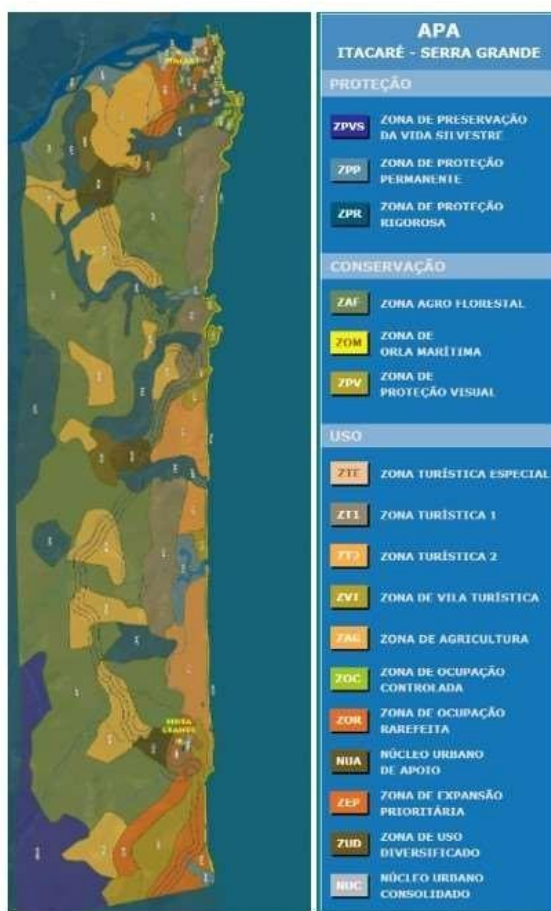 APA
ITACARÉ - SERRA GRANDE
PROTEÇÃO
ZPVS
ZONA DE PRESERVAÇÃO
DA VIDA SILVESTRE
ZPP
ZONA DE PROTEÇÃO
PERMANENTE
ZPR
ZONA DE PROTEÇÃO
RIGOROSA
CONSERVAÇÃO
ZAF
ZONA AGRO FLORESTAL
ZOM
ZONA DE
ORLA MARÍTIMA
ZPV
ZONA DE
PROTEÇÃO VISUAL
USO
ZTE
ZONA TURÍSTICA ESPECIAL
ZT1
ZONA TURÍSTICA 1
ZT2
ZONA TURÍSTICA 2
ZVT
ZONA DE VILA TURÍSTICA
ZAG
ZONA DE AGRICULTURA
ZOC
ZONA DE OCUPAÇÃO
CONTROLADA
ZOR
ZONA DE OCUPAÇÃO
RAREFEITA
NUA
NÚCLEO URBANO
DE APOIO
ZEP
ZONA DE EXPANSÃO
PRIORITÁRIA
ZUD
ZONA DE USO
DIVERSIFICADO
NUC
NÚCLEO URBANO
CONSOLIDADO
ITACARÉ
SERRA
GRANDE